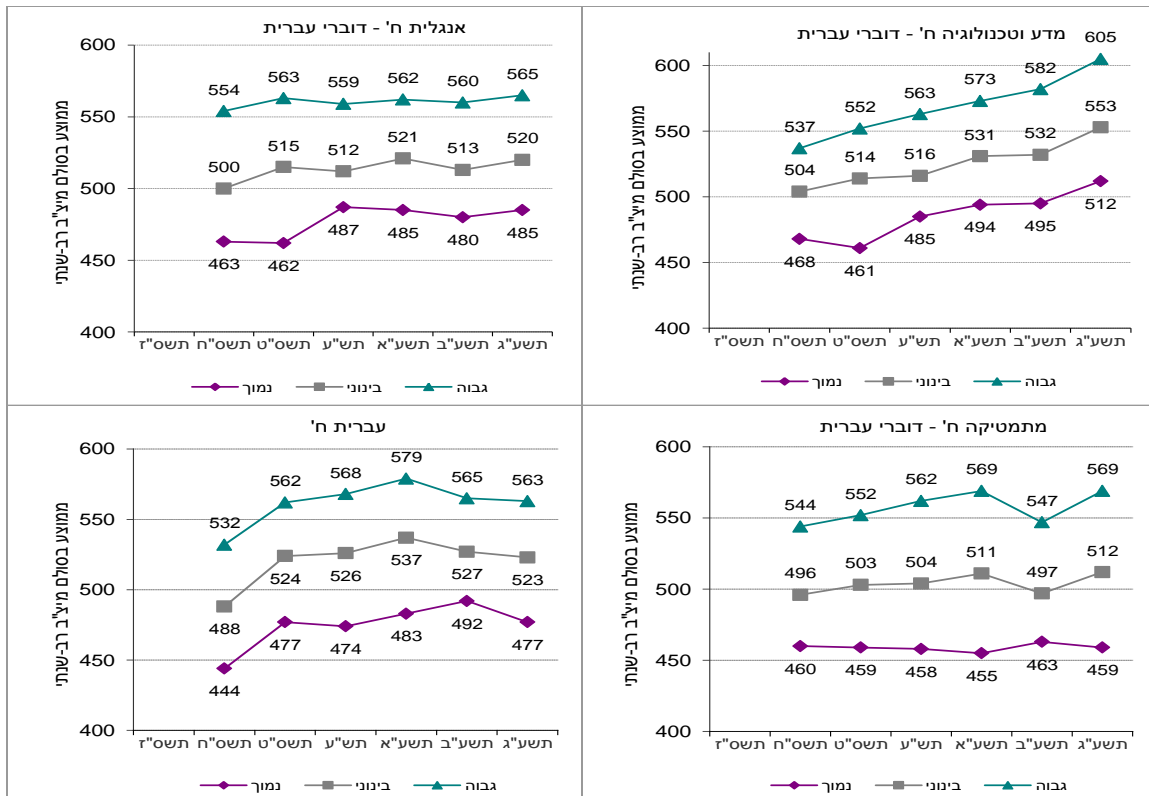 מדע וטכנולוגיה ח' - דוברי עברית
ממוצע בסולם מיצ"ב רב-שנתי
600
550
500
450
400
537 552 563 573 582 605
504 514 516 531 532 553
468 461 485 494 495 512
תשס"ז תשס"ח תשס"ט תש"ע תשע"א תשע"ב תשע"ג
נמוך בינוני גבוה
אנגלית ח' - דוברי עברית
ממוצע בסולם מיצ"ב רב-שנתי
600
550
500
450
400
554 563 559 562 560 565
500 515 512 521 513 520
463 462 487 485 480 485
תשס"ז תשס"ח תשס"ט תש"ע תשע"א תשע"ב תשע"ג
נמוך בינוני גבוה
מתמטיקה ח' - דוברי עברית
ממוצע בסולם מיצ"ב רב-שנתי
600
550
500
450
400
544 552 562 569 547 569
496 503 504 511 497 512
460 459 458 455 463 459
תשס"ז תשס"ח תשס"ט תש"ע תשע"א תשע"ב תשע"ג
נמוך בינוני גבוה
עברית ח'
ממוצע בסולם מיצ"ב רב-שנתי
600
550
500
450
400
532 562 568 579 565 563
488 524 526 537 527 523
444 477 474 483 492 477
תשס"ז תשס"ח תשס"ט תש"ע תשע"א תשע"ב תשע"ג
נמוך בינוני גבוה